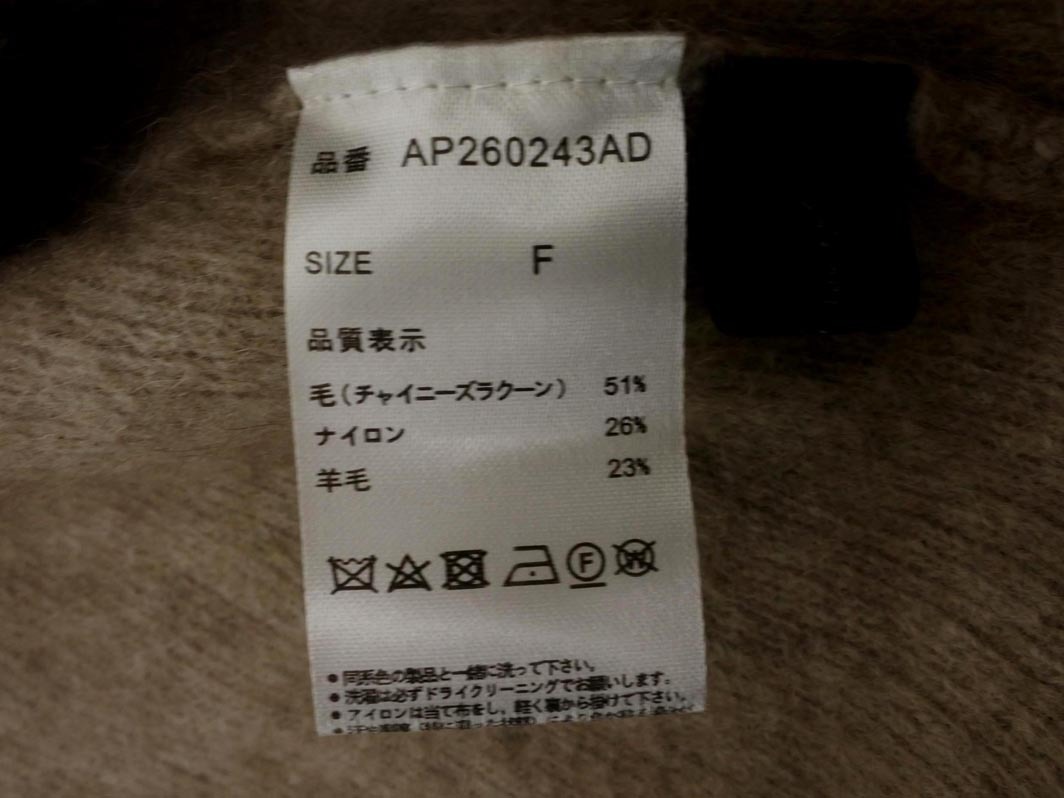 品番 AP260243AD
SIZE F
品質表示
毛(チャイニーズラクーン) 51%
ナイロン 26%
羊毛 23%
F W
●同系色の製品と一緒に洗って下さい。
●洗濯は必ずドライクリーニングでお願いします。
●アイロンは当て布をし、軽く裏から掛けて下さい。